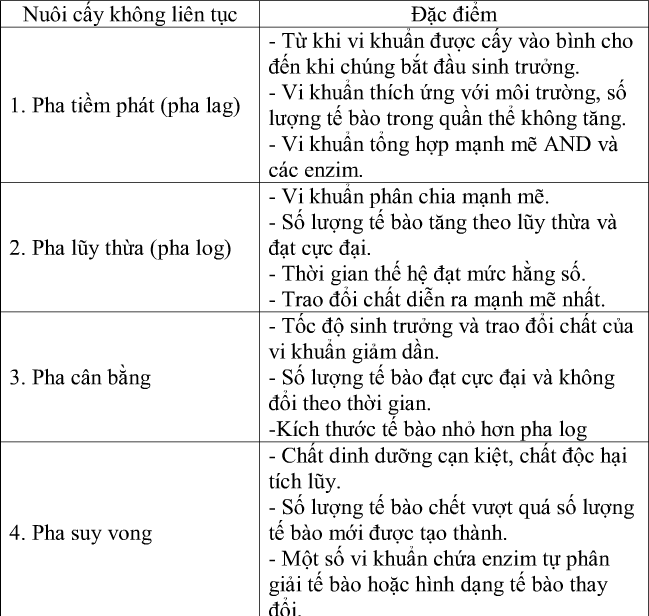 Nuôi cấy không liên tục
Đặc điểm
1. Pha tiềm phát (pha lag)
- Từ khi vi khuẩn được cấy vào bình cho
đến khi chúng bắt đầu sinh trưởng.
- Vi khuẩn thích ứng với môi trường, số
lượng tế bào trong quần thể không tăng.
- Vi khuẩn tổng hợp mạnh mẽ AND và
các enzim.
2. Pha lũy thừa (pha log)
- Vi khuẩn phân chia mạnh mẽ.
- Số lượng tế bào tăng theo lũy thừa và
đạt cực đại.
- Thời gian thế hệ đạt mức hằng số.
- Trao đổi chất diễn ra mạnh mẽ nhất.
3. Pha cân bằng
- Tốc độ sinh trưởng và trao đổi chất của
vi khuẩn giảm dần.
- Số lượng tế bào đạt cực đại và không
đổi theo thời gian.
-Kích thước tế bào nhỏ hơn pha log
4. Pha suy vong
- Chất dinh dưỡng cạn kiệt, chất độc hại
tích lũy.
- Số lượng tế bào chết vượt quá số lượng
tế bào mới được tạo thành.
- Một số vi khuẩn chứa enzim tự phân
giải tế bào hoặc hình dạng tế bào thay
đổi.